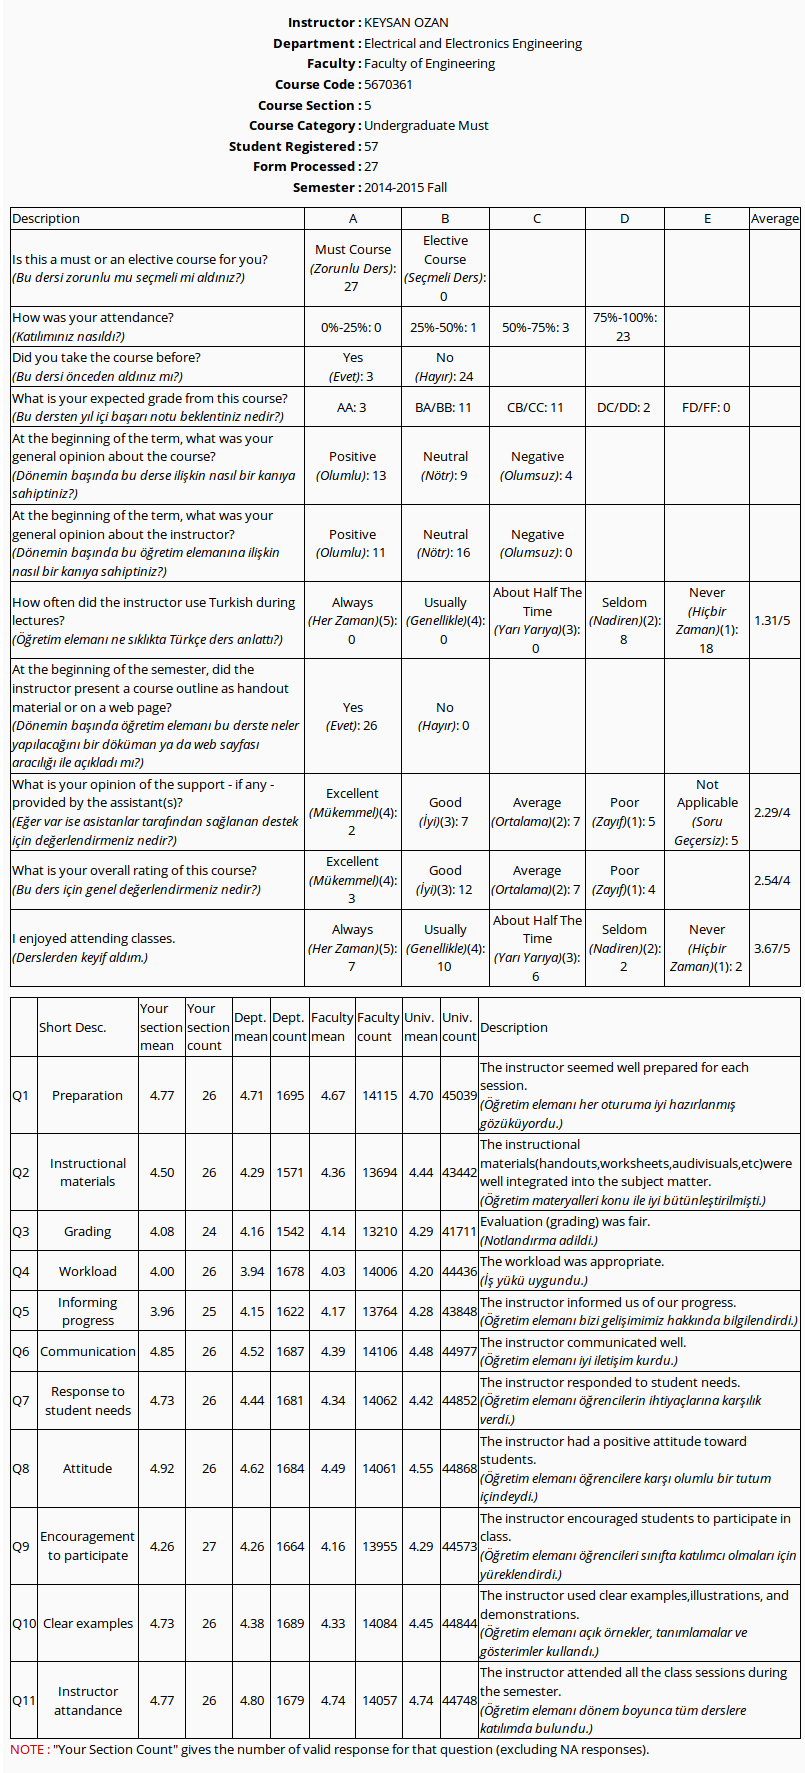 Instructor : KEYSAN OZAN
Department : Electrical and Electronics Engineering
Faculty : Faculty of Engineering
Course Code : 5670361
Course Section : 5
Course Category : Undergraduate Must
Student Registered : 57
Form Processed : 27
Semester : 2014-2015 Fall
Description A B C D E Average
Is this a must or an elective course for you?
(Bu dersi zorunlu mu seçmeli mi aldınız?)
Must Course
(Zorunlu Ders):
27
Elective
Course
(Seçmeli Ders):
0
How was your attendance?
(Katılımınız nasıldı?)
0%-25%: 0
25%-50%: 1
50%-75%: 3
75%-100%:
23
Did you take the course before?
(Bu dersi önceden aldınız mı?)
Yes
(Evet): 3
No
(Hayır): 24
What is your expected grade from this course?
(Bu dersten yıl içi başarı notu beklentiniz nedir?)
AA: 3
BA/BB: 11
CB/CC: 11
DC/DD: 2
FD/FF: 0
At the beginning of the term, what was your
general opinion about the course?
(Dönemin başında bu derse ilişkin nasıl bir kanıya
sahiptiniz?)
Positive
(Olumlu): 13
Neutral
(Nötr): 9
Negative
(Olumsuz): 4
At the beginning of the term, what was your
general opinion about the instructor?
(Dönemin başında bu öğretim elemanına ilişkin
nasıl bir kanıya sahiptiniz?)
Positive
(Olumlu): 11
Neutral
(Nötr): 16
Negative
(Olumsuz): 0
How often did the instructor use Turkish during
lectures?
(Öğretim elemanı ne sıklıkta Türkçe ders anlattı?)
Always
(Her Zaman)(5):
0
Usually
(Genellikle)(4):
0
About Half The
Time
(Yarı Yarıya)(3):
0
Seldom
(Nadiren)(2):
8
Never
(Hiçbir
Zaman)(1):
18
1.31/5
At the beginning of the semester, did the
instructor present a course outline as handout
material or on a web page?
(Dönemin başında öğretim elemanı bu derste neler
yapılacağını bir döküman ya da web sayfası
aracılığı ile açıkladı mı?)
Yes
(Evet): 26
No
(Hayır): 0
What is your opinion of the support - if any -
provided by the assistant(s)?
(Eğer var ise asistanlar tarafından sağlanan destek
için değerlendirmeniz nedir?)
Excellent
(Mükemmel)(4):
2
Good
(İyi)(3): 7
Average
(Ortalama)(2): 7
Poor
(Zayıf)(1): 5
Not
Applicable
(Soru
Geçersiz): 5
2.29/4
What is your overall rating of this course?
(Bu ders için genel değerlendirmeniz nedir?)
Excellent
(Mükemmel)(4):
3
Good
(İyi)(3): 12
Average
(Ortalama)(2): 7
Poor
(Zayıf)(1): 4
2.54/4
I enjoyed attending classes.
(Derslerden keyif aldım.)
Always
(Her Zaman)(5):
7
Usually
(Genellikle)(4):
10
About Half The
Time
(Yarı Yarıya)(3):
6
Seldom
(Nadiren)(2):
2
Never
(Hiçbir
Zaman)(1): 2
3.67/5
Short Desc.
Your
section
mean
Your
section
count
Dept.
mean
Dept.
count
Faculty
mean
Faculty
count
Univ.
mean
Univ.
count
Description
Q1 Preparation 4.77 26 4.71 1695 4.67 14115 4.70 45039
The instructor seemed well prepared for each
session.
(Öğretim elemanı her oturuma iyi hazırlanmış
gözüküyordu.)
Q2 Instructional
materials
4.50 26 4.29 1571 4.36 13694 4.44 43442
The instructional
materials(handouts,worksheets,audivisuals,etc)were
well integrated into the subject matter.
(Öğretim materyalleri konu ile iyi bütünleştirilmişti.)
Q3 Grading 4.08 24 4.16 1542 4.14 13210 4.29 41711
Evaluation (grading) was fair.
(Notlandırma adildi.)
Q4 Workload 4.00 26 3.94 1678 4.03 14006 4.20 44436
The workload was appropriate.
(İş yükü uygundu.)
Q5 Informing
progress
3.96 25 4.15 1622 4.17 13764 4.28 43848
The instructor informed us of our progress.
(Öğretim elemanı bizi gelişimimiz hakkında bilgilendirdi.)
Q6 Communication 4.85 26 4.52 1687 4.39 14106 4.48 44977
The instructor communicated well.
(Öğretim elemanı iyi iletişim kurdu.)
Q7 Response to
student needs
4.73 26 4.44 1681 4.34 14062 4.42 44852
The instructor responded to student needs.
(Öğretim elemanı öğrencilerin ihtiyaçlarına karşılık
verdi.)
Q8 Attitude 4.92 26 4.62 1684 4.49 14061 4.55 44868
The instructor had a positive attitude toward
students.
(Öğretim elemanı öğrencilere karşı olumlu bir tutum
içindeydi.)
Q9 Encouragement
to participate
4.26 27 4.26 1664 4.16 13955 4.29 44573
The instructor encouraged students to participate in
class.
(Öğretim elemanı öğrencileri sınıfta katılımcı olmaları için
yüreklendirdi.)
Q10 Clear examples 4.73 26 4.38 1689 4.33 14084 4.45 44844
The instructor used clear examples,illustrations, and
demonstrations.
(Öğretim elemanı açık örnekler, tanımlamalar ve
gösterimler kullandı.)
Q11 Instructor
attandance
4.77 26 4.80 1679 4.74 14057 4.74 44748
The instructor attended all the class sessions during
the semester.
(Öğretim elemanı dönem boyunca tüm derslere
katılımda bulundu.)
NOTE : "Your Section Count" gives the number of valid response for that question (excluding NA responses).